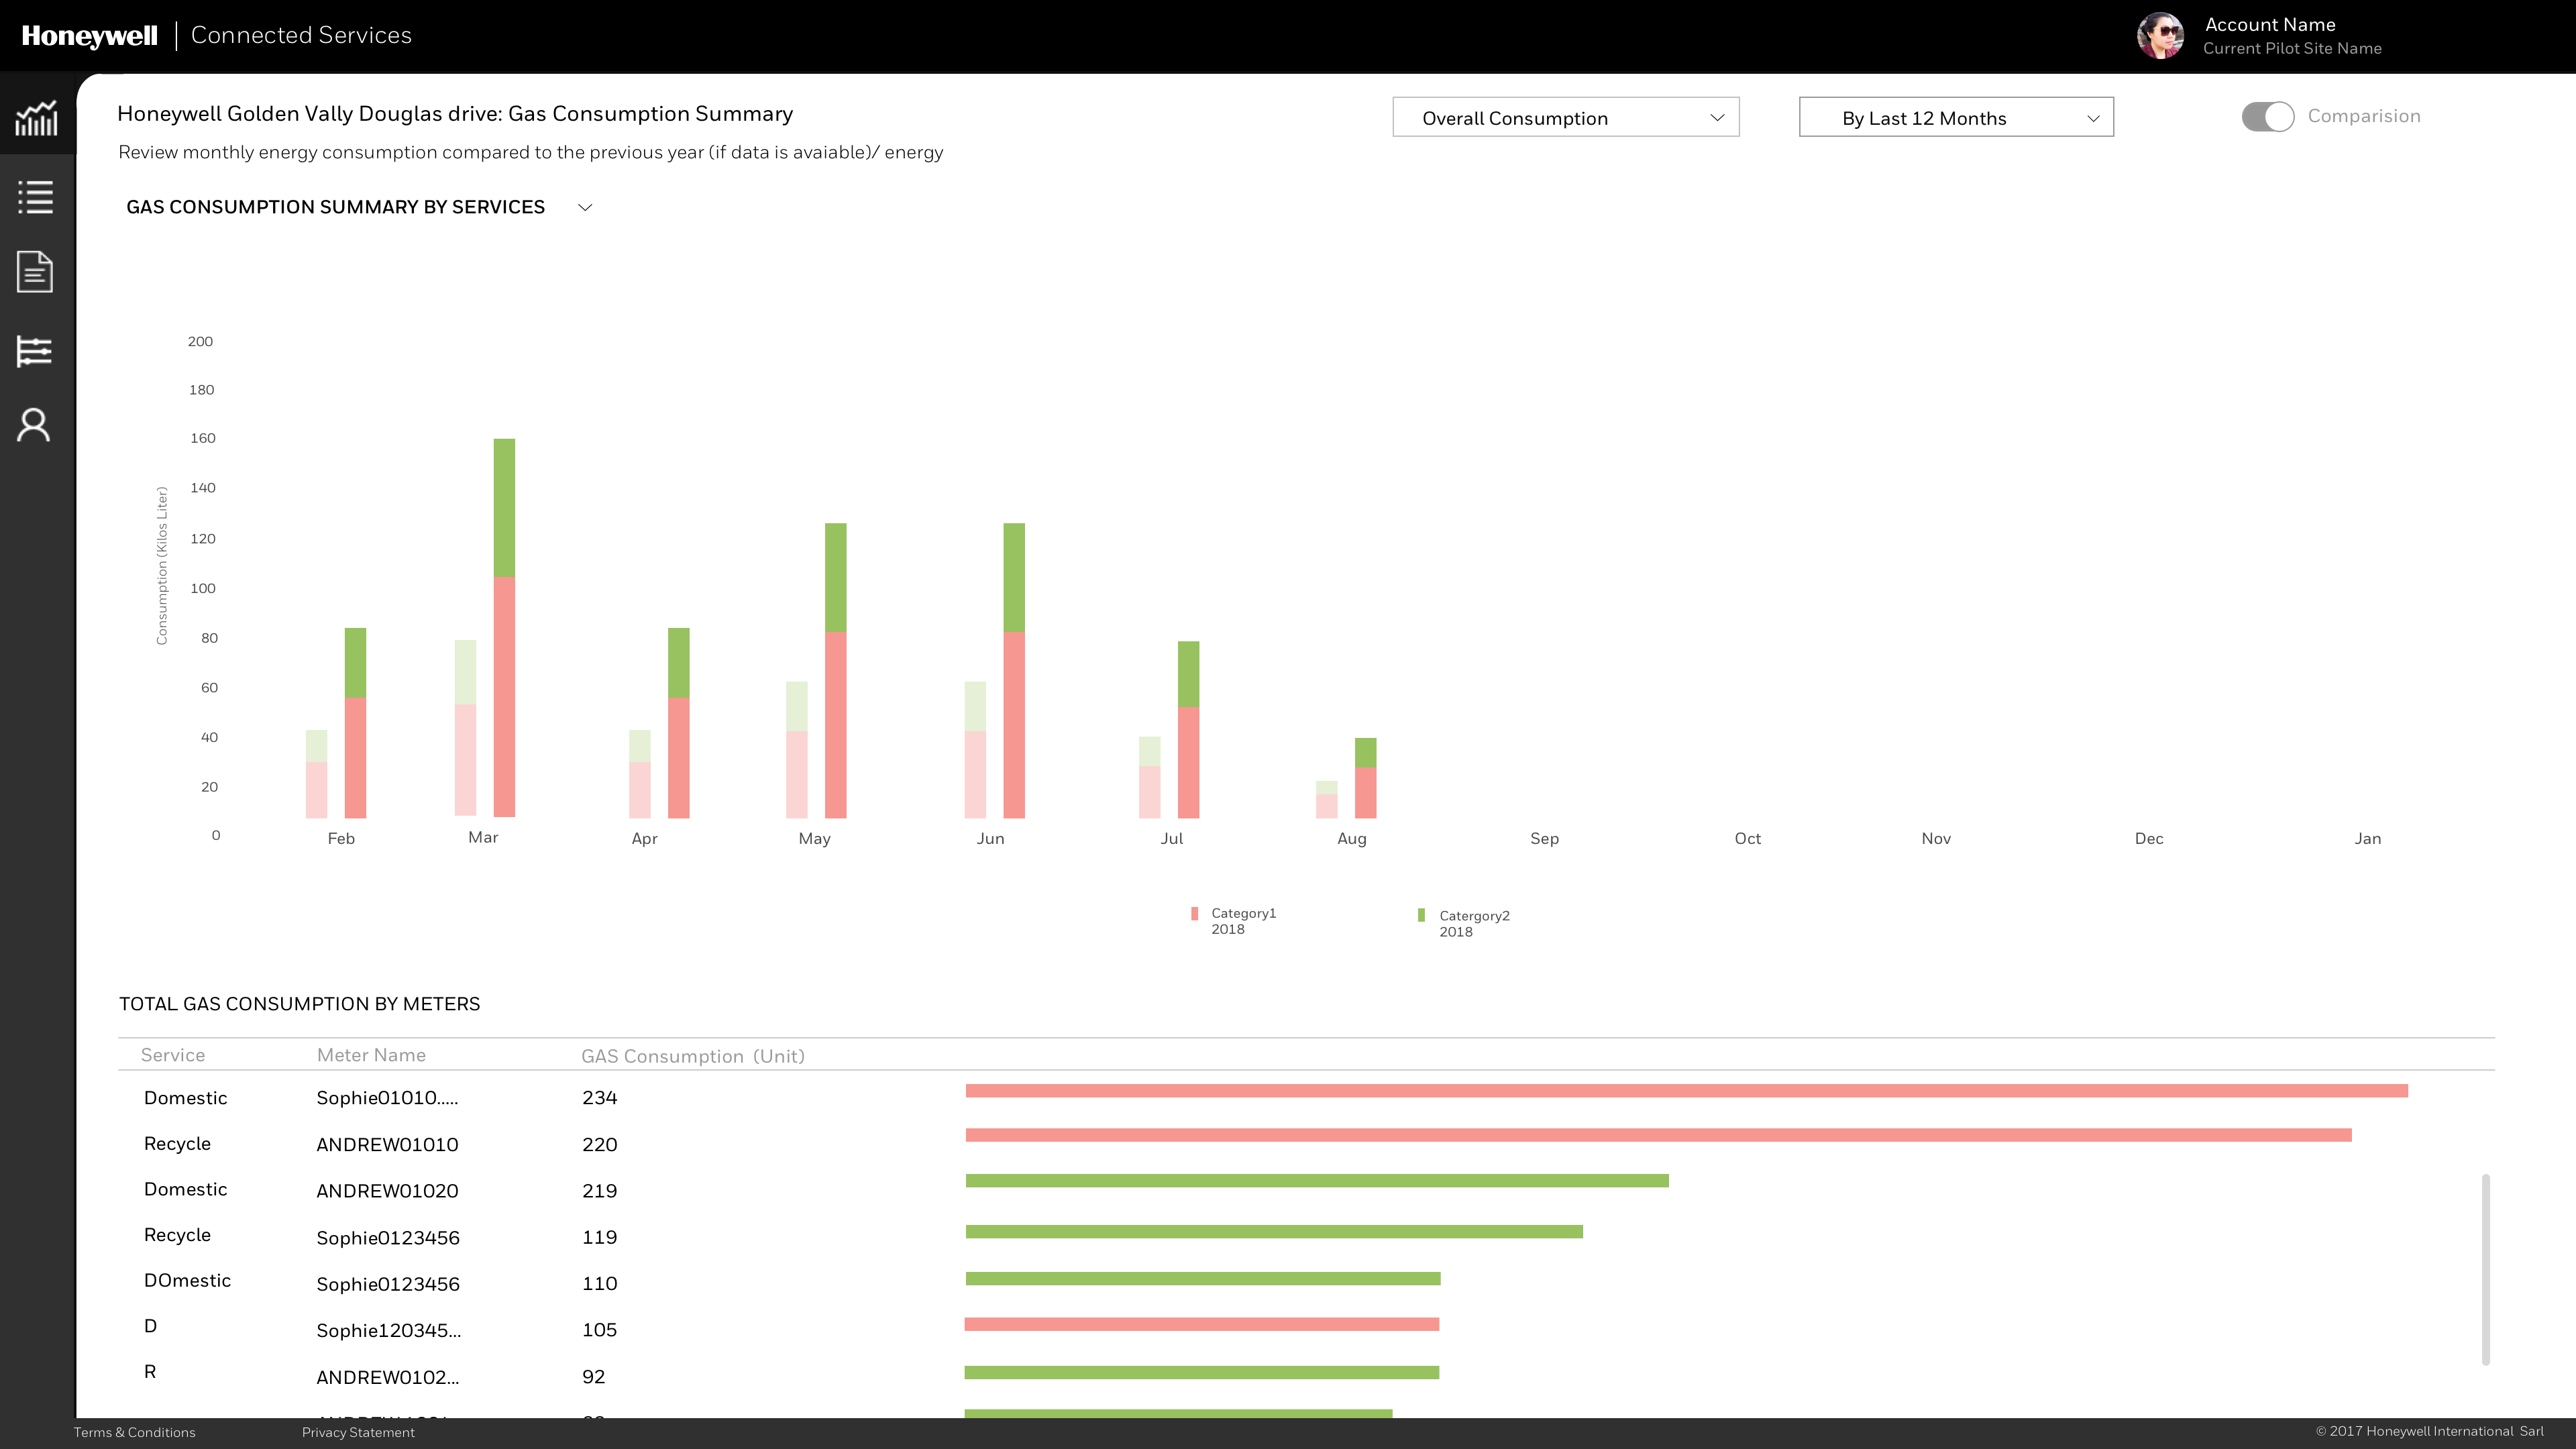 Honeywell | Connected Services
Account Name
Current Pilot Site Name
Honeywell Golden Vally Douglas drive: Gas Consumption Summary
Overall Consumption
By Last 12 Months
Comparision
Review monthly energy consumption compared to the previous year (if data is avaiable)/ energy
GAS CONSUMPTION SUMMARY BY SERVICES
Consumption (Kilos Liter)
200
180
160
140
120
100
80
60
40
20
0
Feb Mar Apr May Jun Jul Aug Sep Oct Nov Dec Jan
Category1
2018
Catergory2
2018
TOTAL GAS CONSUMPTION BY METERS
Service Meter Name GAS Consumption (Unit)
Domestic Sophie01010..... 234
Recycle ANDREW01010 220
Domestic ANDREW01020 219
Recycle Sophie0123456 119
DOmestic Sophie0123456 110
D Sophie120345... 105
R ANDREW0102... 92
Terms & Conditions Privacy Statement © 2017 Honeywell International Sarl